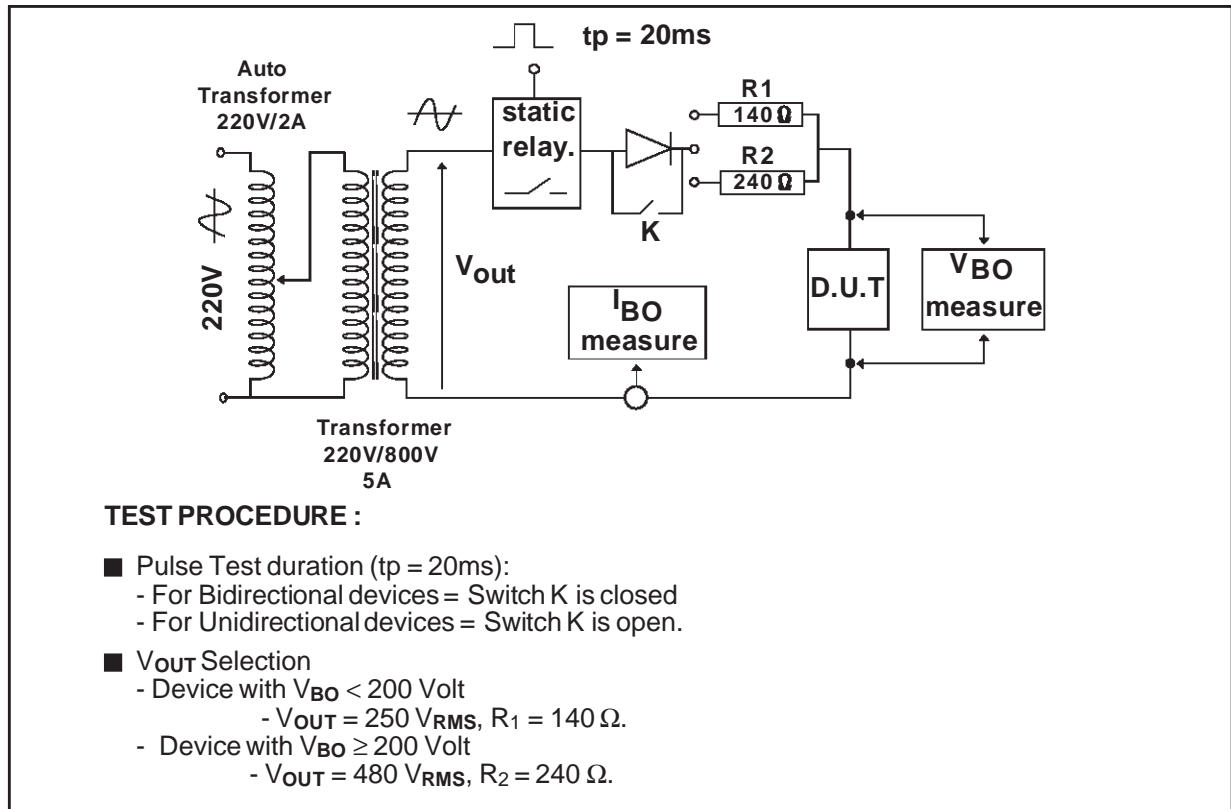 tp = 20ms
Auto
Transformer
220V/2A
static
relay.
R1
140 Ω
R2
240 Ω
K
220V
Vout
IBO
measure
D.U.T
VBO
measure
Transformer
220V/800V
5A
TEST PROCEDURE :
■ Pulse Test duration (tp = 20ms):
- For Bidirectional devices = Switch K is closed
- For Unidirectional devices = Switch K is open.
■ VOUT Selection
- Device with VBO < 200 Volt
- VOUT = 250 VRMS, R1 = 140 Ω.
- Device with VBO ≥ 200 Volt
- VOUT = 480 VRMS, R2 = 240 Ω.